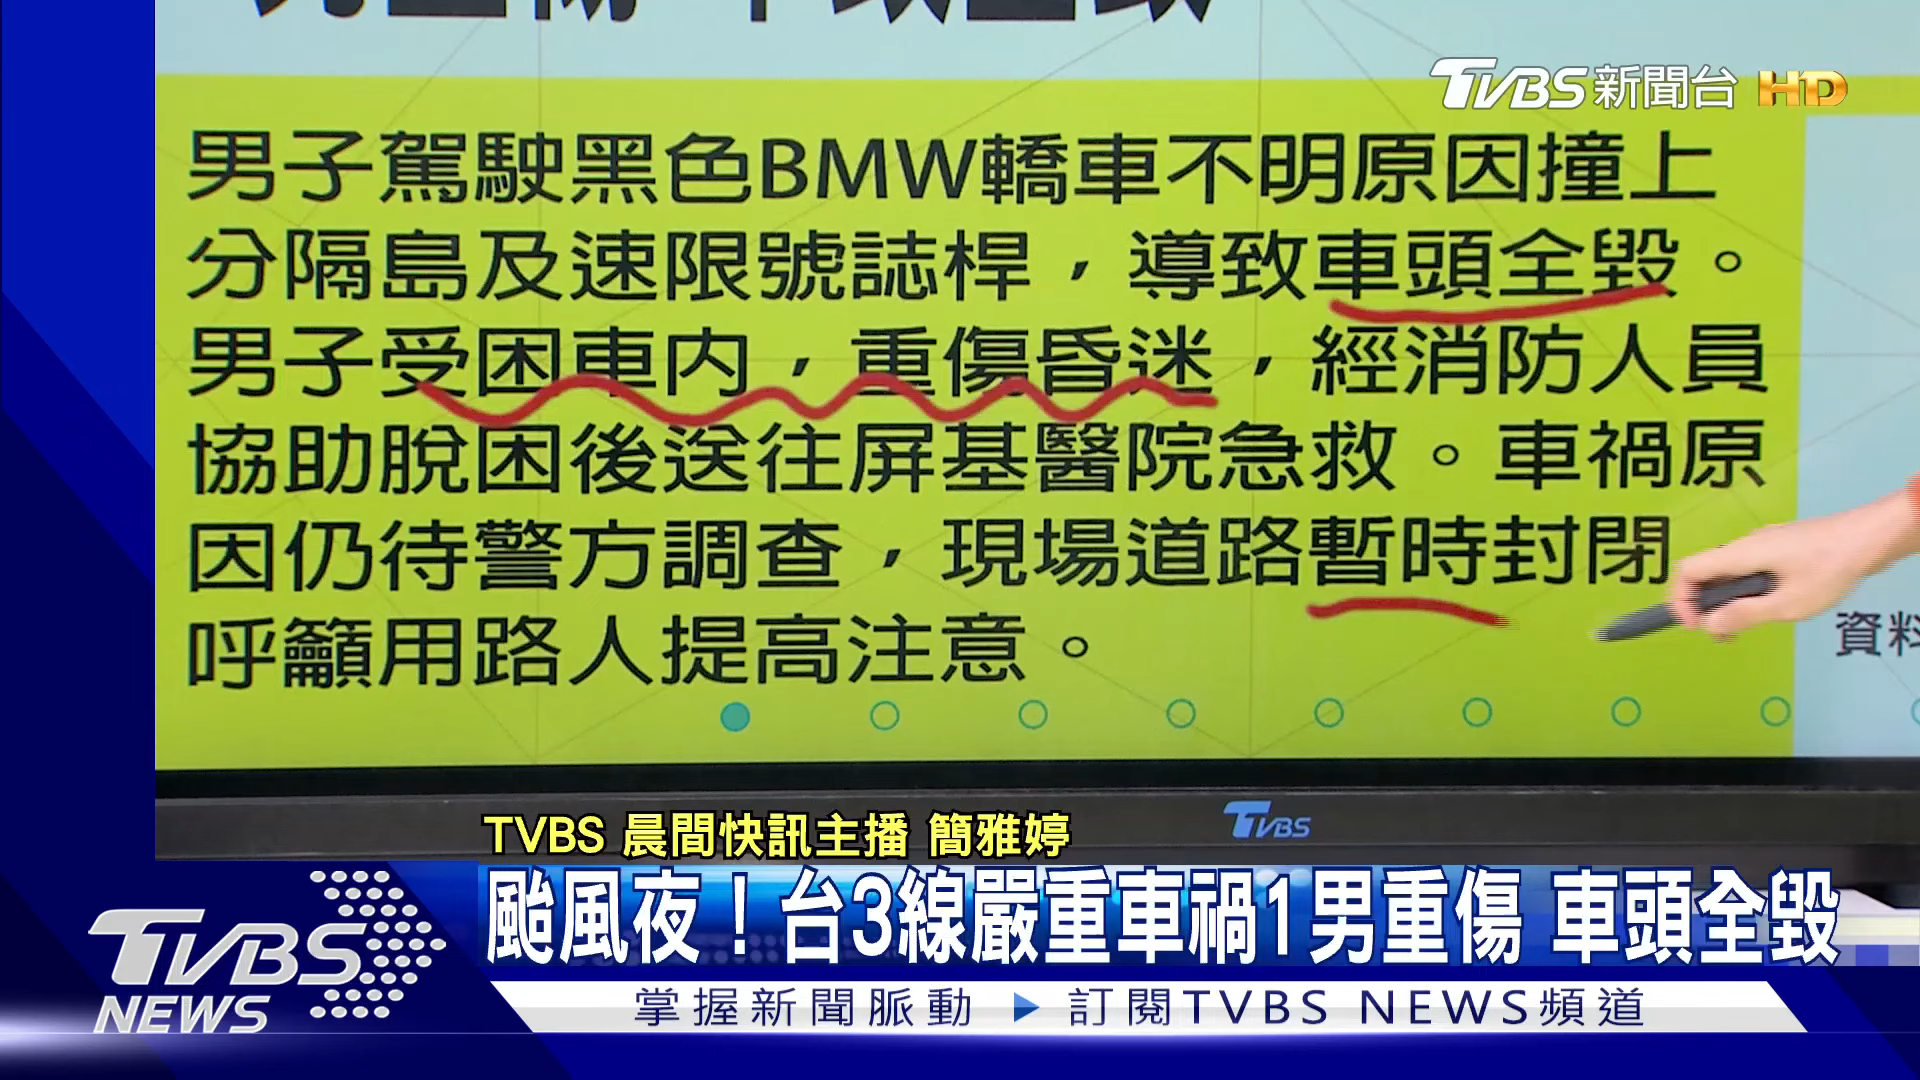 TVBS新聞台 HD
男子駕駛黑色BMW轎車不明原因撞上
分隔島及速限號誌桿，導致車頭全毀。
男子受困車內，重傷昏迷，經消防人員
協助脫困後送往屏基醫院急救。車禍原
因仍待警方調查，現場道路暫時封閉
呼籲用路人提高注意。
資料
TVBS
TVBS 晨間快訊主播 簡雅婷
颱風夜！台3線嚴重車禍1男重傷 車頭全毀
TVBS
NEWS
掌握新聞脈動 ▶ 訂閱TVBS NEWS頻道